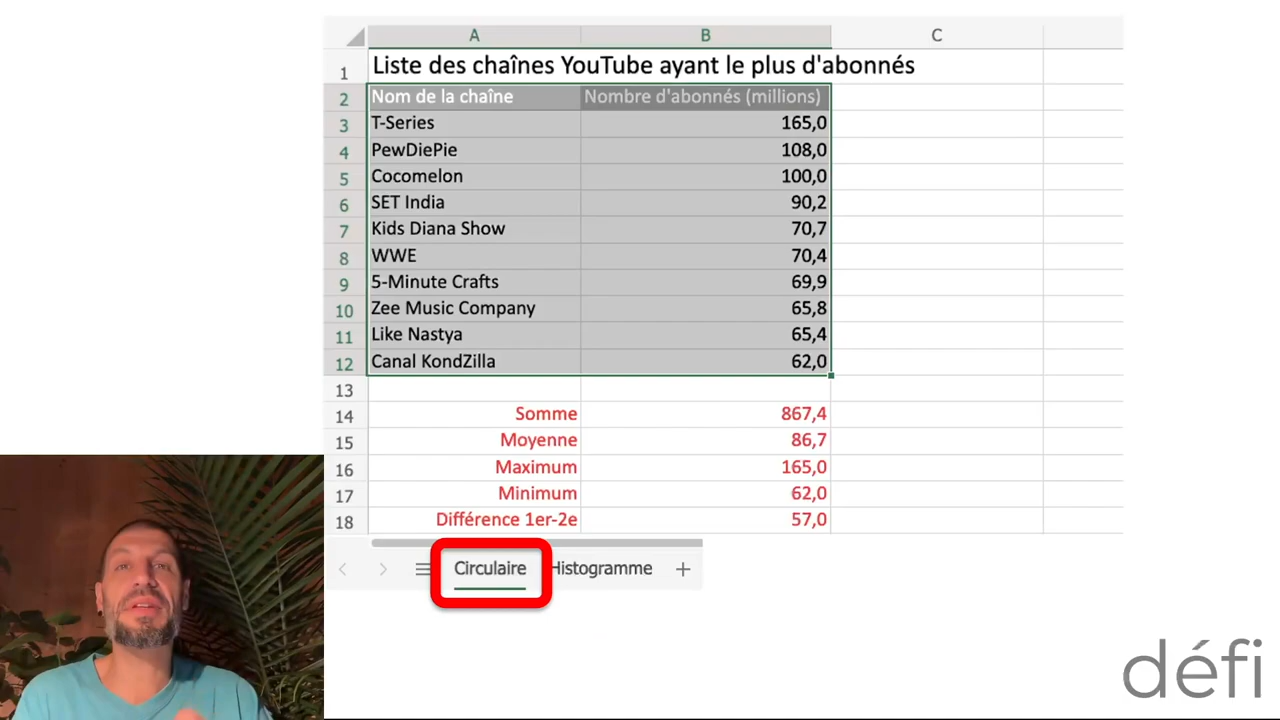 A B C
1 Liste des chaînes YouTube ayant le plus d'abonnés
2 Nom de la chaîne Nombre d'abonnés (millions)
3 T-Series 165,0
4 PewDiePie 108,0
5 Cocomelon 100,0
6 SET India 90,2
7 Kids Diana Show 70,7
8 WWE 70,4
9 5-Minute Crafts 69,9
10 Zee Music Company 65,8
11 Like Nastya 65,4
12 Canal KondZilla 62,0
13
14 Somme 867,4
15 Moyenne 86,7
16 Maximum 165,0
17 Minimum 62,0
18 Différence 1er-2e 57,0
Circulaire Histogramme +
défi